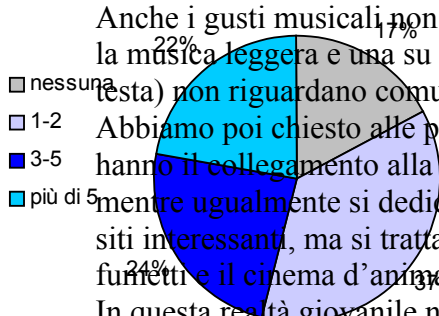 Anche i gusti musicali non
la musica leggera e una su
testa) non riguardano comu
Abbiamo poi chiesto alle p
hanno il collegamento alla
mentre ugualmente si dedic
siti interessanti, ma si tratta
fumetti e il cinema d'anima
In questa realtà giovanile n
nessuna
1-2
3-5
più di 5
17%
22%
24%
37